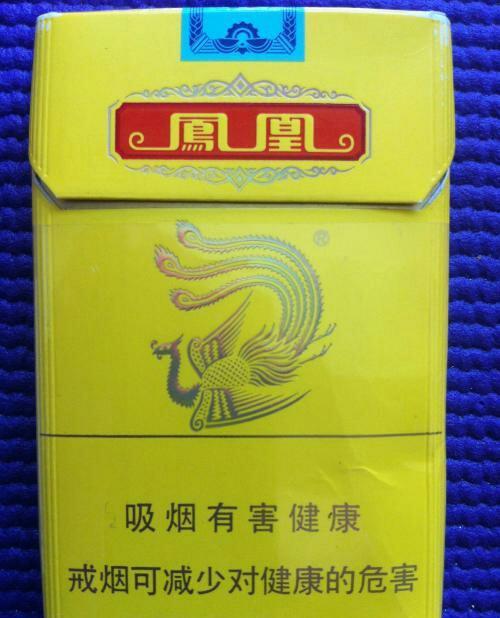 鳳凰
®
吸烟有害健康
戒烟可减少对健康的危害